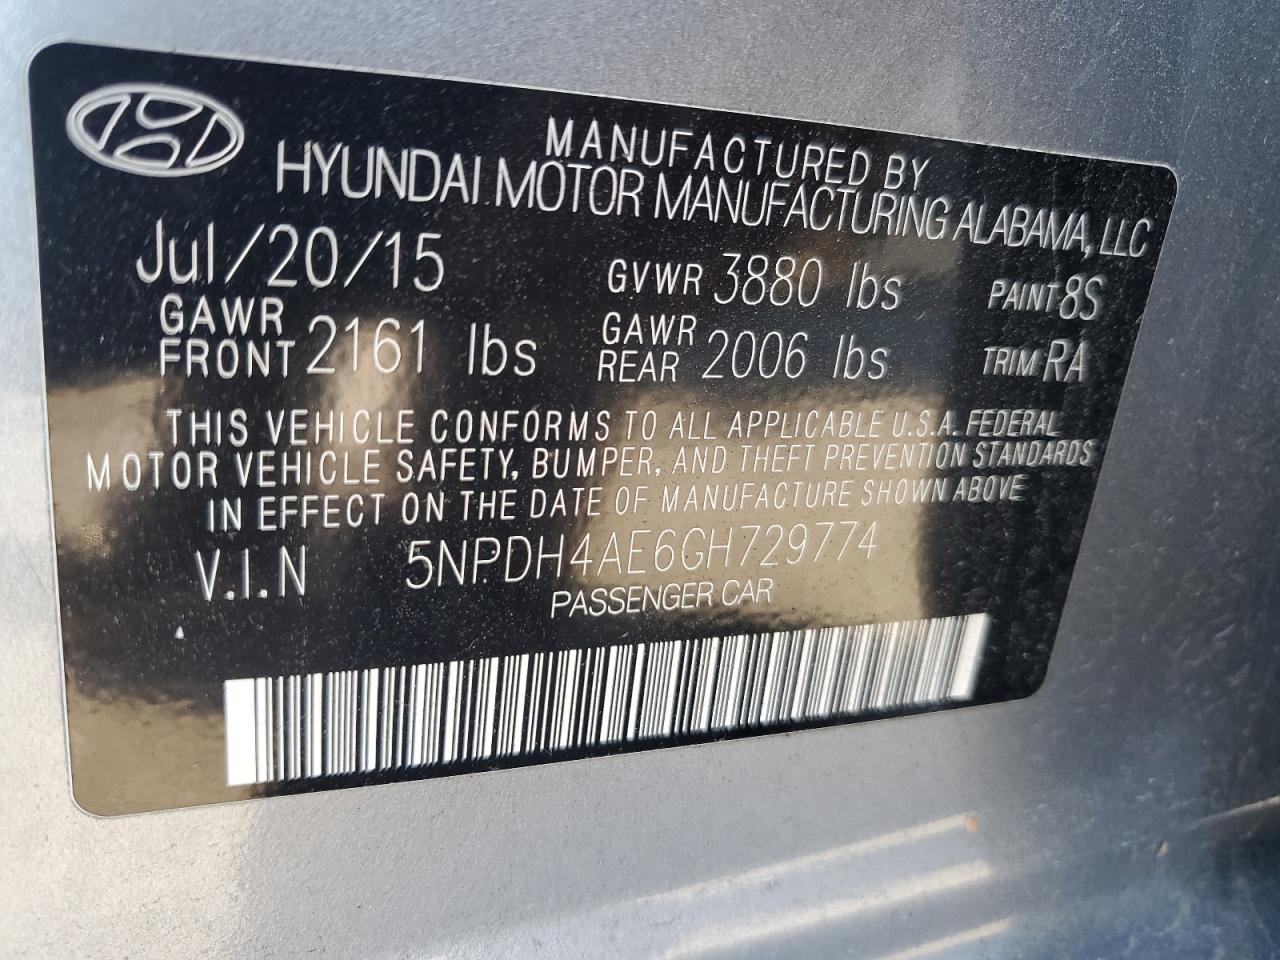 MANUFACTURED BY
HYUNDAI MOTOR MANUFACTURING ALABAMA, LLC
Jul/20/15 GVWR 3880 lbs PAINT 8S
GAWR FRONT 2161 lbs GAWR REAR 2006 lbs TRIM RA
THIS VEHICLE CONFORMS TO ALL APPLICABLE U.S.A. FEDERAL
MOTOR VEHICLE SAFETY, BUMPER, AND THEFT PREVENTION STANDARDS
IN EFFECT ON THE DATE OF MANUFACTURE SHOWN ABOVE
V.I.N 5NPDH4AE6GH729774
PASSENGER CAR